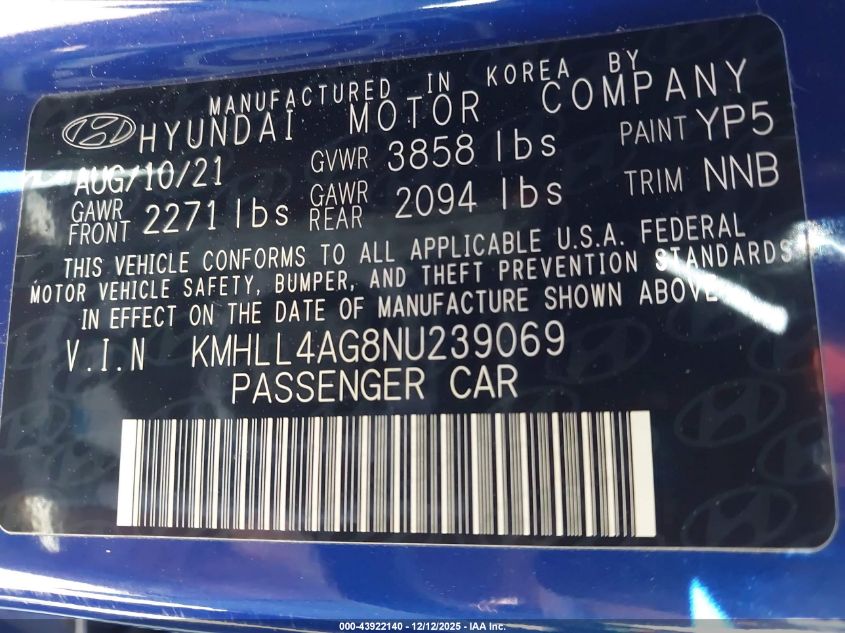 MANUFACTURED IN KOREA BY
HYUNDAI MOTOR COMPANY
AUG/10/21 GVWR 3858 lbs PAINT YP5
GAWR FRONT 2271 lbs GAWR REAR 2094 lbs TRIM NNB
THIS VEHICLE CONFORMS TO ALL APPLICABLE U.S.A. FEDERAL
MOTOR VEHICLE SAFETY, BUMPER, AND THEFT PREVENTION STANDARDS
IN EFFECT ON THE DATE OF MANUFACTURE SHOWN ABOVE
V.I.N KMHLL4AG8NU239069
PASSENGER CAR
000-43922140 - 12/12/2025 - IAA Inc.